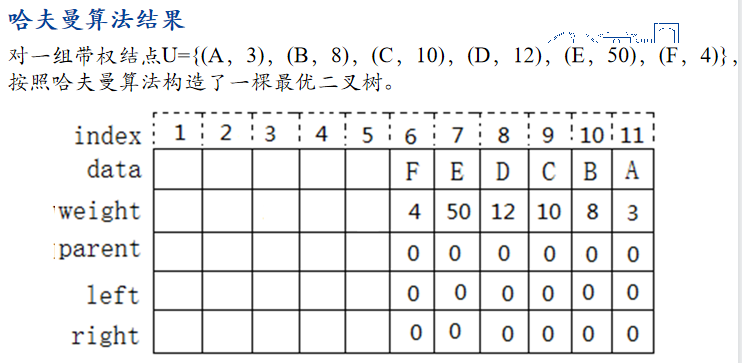 哈夫曼算法结果
对一组带权结点U={(A，3)，(B，8)，(C，10)，(D，12)，(E，50)，(F，4)}，
按照哈夫曼算法构造了一棵最优二叉树。
index 1 2 3 4 5 6 7 8 9 10 11
data F E D C B A
weight 4 50 12 10 8 3
parent 0 0 0 0 0 0
left 0 0 0 0 0 0
right 0 0 0 0 0 0